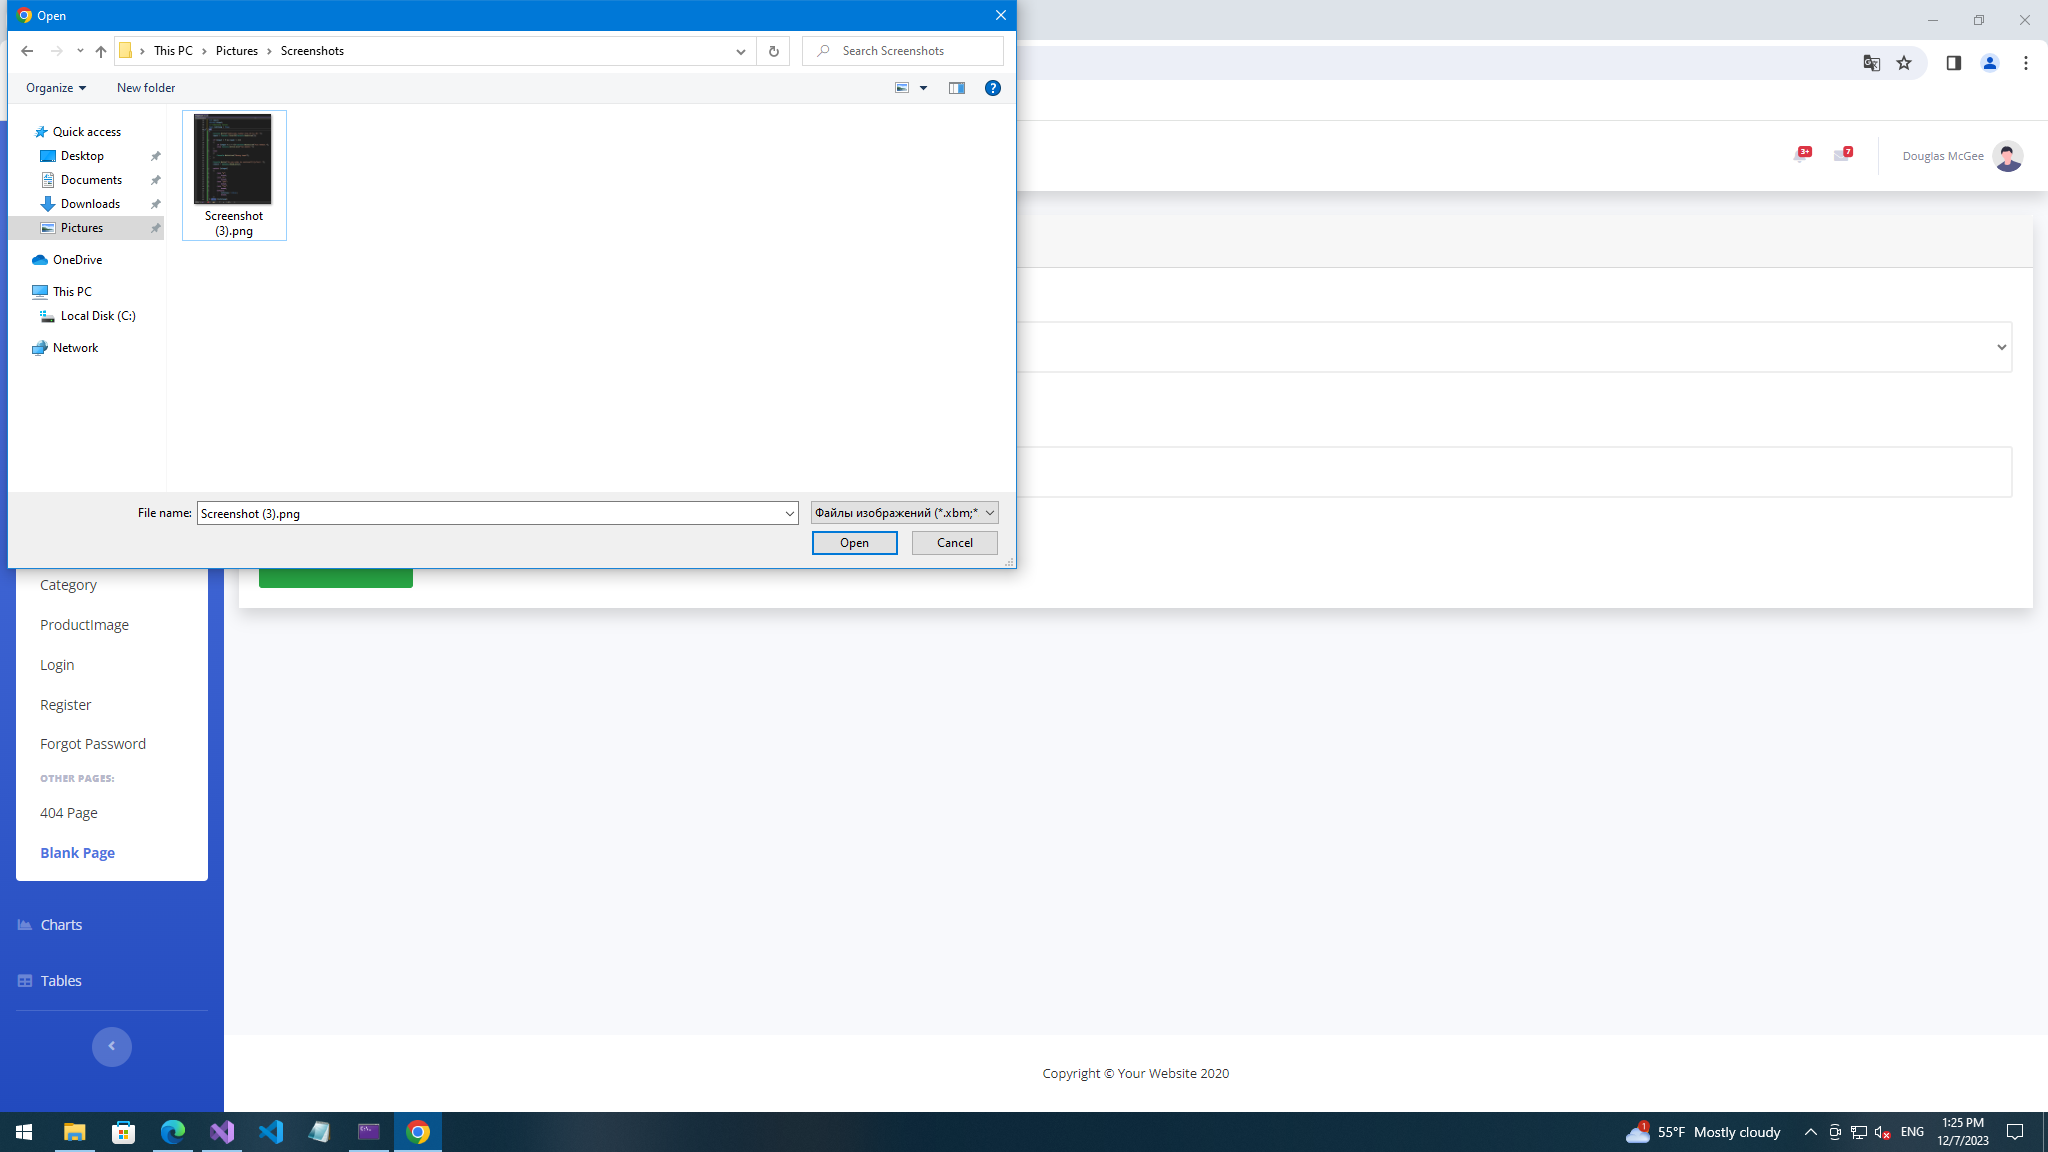 Open
This PC
Pictures
Screenshots
Search Screenshots
Organize
New folder
Quick access
Desktop
Documents
Downloads
Pictures
OneDrive
This PC
Local Disk (C:)
Network
Screenshot
(3).png
File name:
Screenshot (3).png
Файлы изображений (*.xbm;*
Open
Cancel
3+
7
Douglas McGee
Category
ProductImage
Login
Register
Forgot Password
OTHER PAGES:
404 Page
Blank Page
Charts
Tables
Copyright © Your Website 2020
1
55°F Mostly cloudy
ENG
1:25 PM
12/7/2023